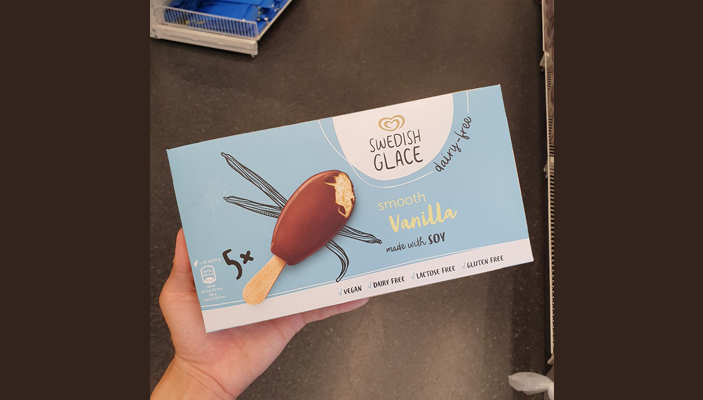 SWEDISH
GLACE
dairy-free
smooth
Vanilla
made with SOY
5x
VEGAN DAIRY FREE LACTOSE FREE GLUTEN FREE